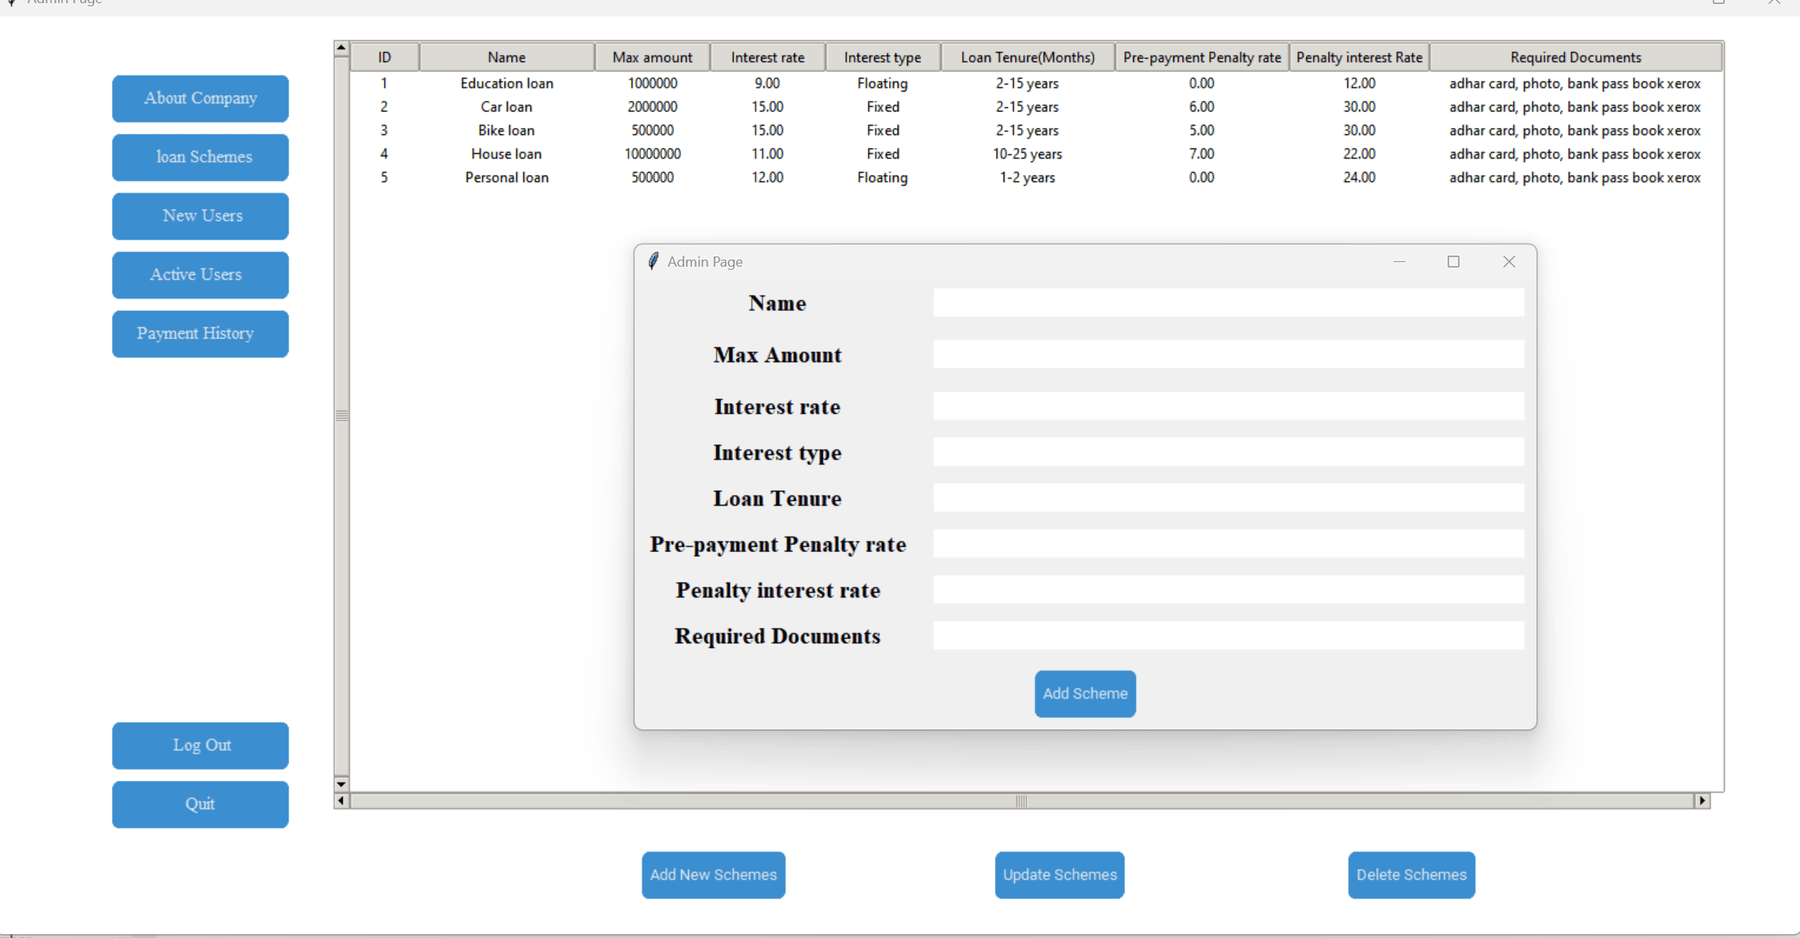 Admin Page
About Company
loan Schemes
New Users
Active Users
Payment History
Log Out
Quit
ID Name Max amount Interest rate Interest type Loan Tenure(Months) Pre-payment Penalty rate Penalty interest Rate Required Documents
1 Education loan 1000000 9.00 Floating 2-15 years 0.00 12.00 adhar card, photo, bank pass book xerox
2 Car loan 2000000 15.00 Fixed 2-15 years 6.00 30.00 adhar card, photo, bank pass book xerox
3 Bike loan 500000 15.00 Fixed 2-15 years 5.00 30.00 adhar card, photo, bank pass book xerox
4 House loan 10000000 11.00 Fixed 10-25 years 7.00 22.00 adhar card, photo, bank pass book xerox
5 Personal loan 500000 12.00 Floating 1-2 years 0.00 24.00 adhar card, photo, bank pass book xerox
Admin Page
Name
Max Amount
Interest rate
Interest type
Loan Tenure
Pre-payment Penalty rate
Penalty interest rate
Required Documents
Add Scheme
Add New Schemes
Update Schemes
Delete Schemes